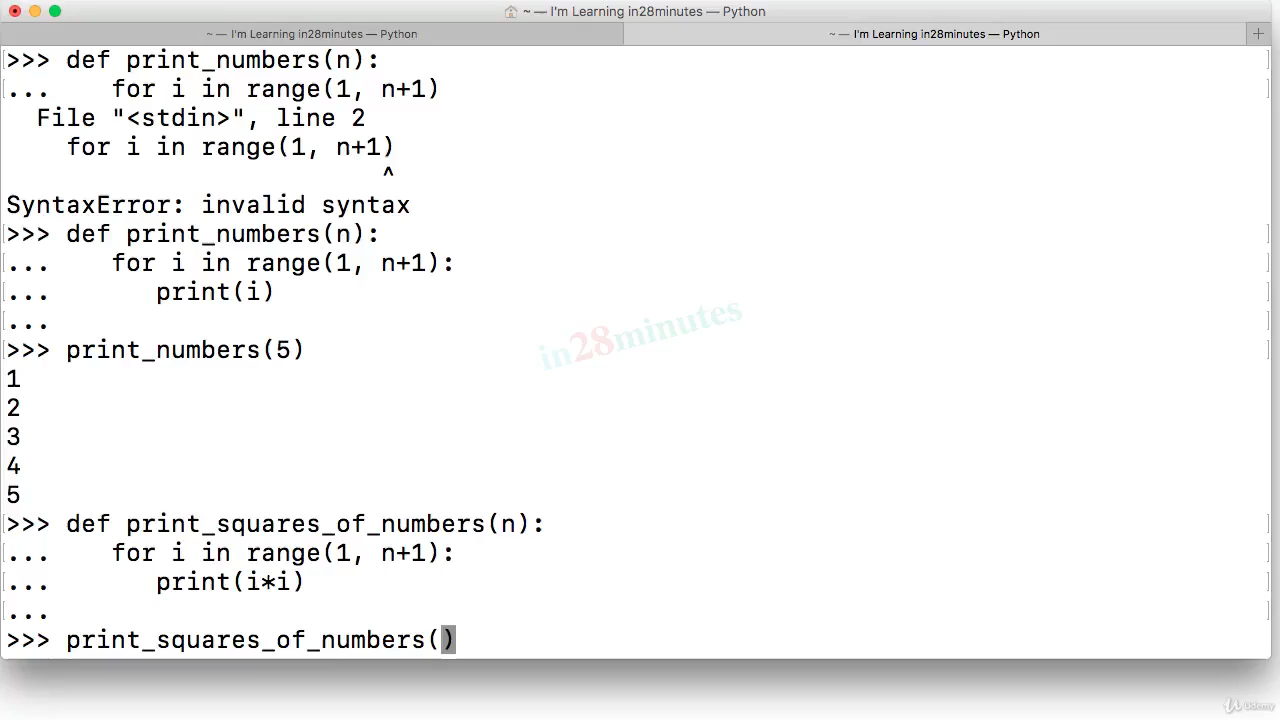 ~ — I'm Learning in28minutes — Python
~ — I'm Learning in28minutes — Python
~ — I'm Learning in28minutes — Python
>>> def print_numbers(n):
...    for i in range(1, n+1)
  File "<stdin>", line 2
    for i in range(1, n+1)
                         ^
SyntaxError: invalid syntax
>>> def print_numbers(n):
...    for i in range(1, n+1):
...       print(i)
...
>>> print_numbers(5)
1
2
3
4
5
>>> def print_squares_of_numbers(n):
...    for i in range(1, n+1):
...       print(i*i)
...
>>> print_squares_of_numbers()
in28minutes
Udemy